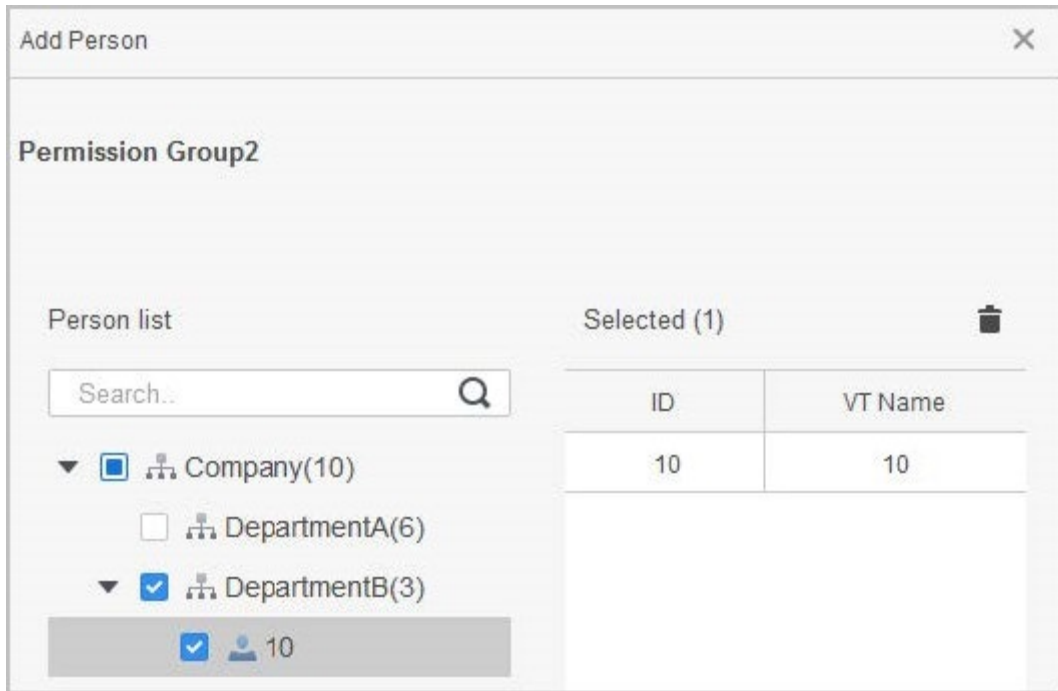 Add Person
Permission Group2
Person list
Search..
Company(10)
DepartmentA(6)
DepartmentB(3)
10
Selected (1)
ID VT Name
10 10